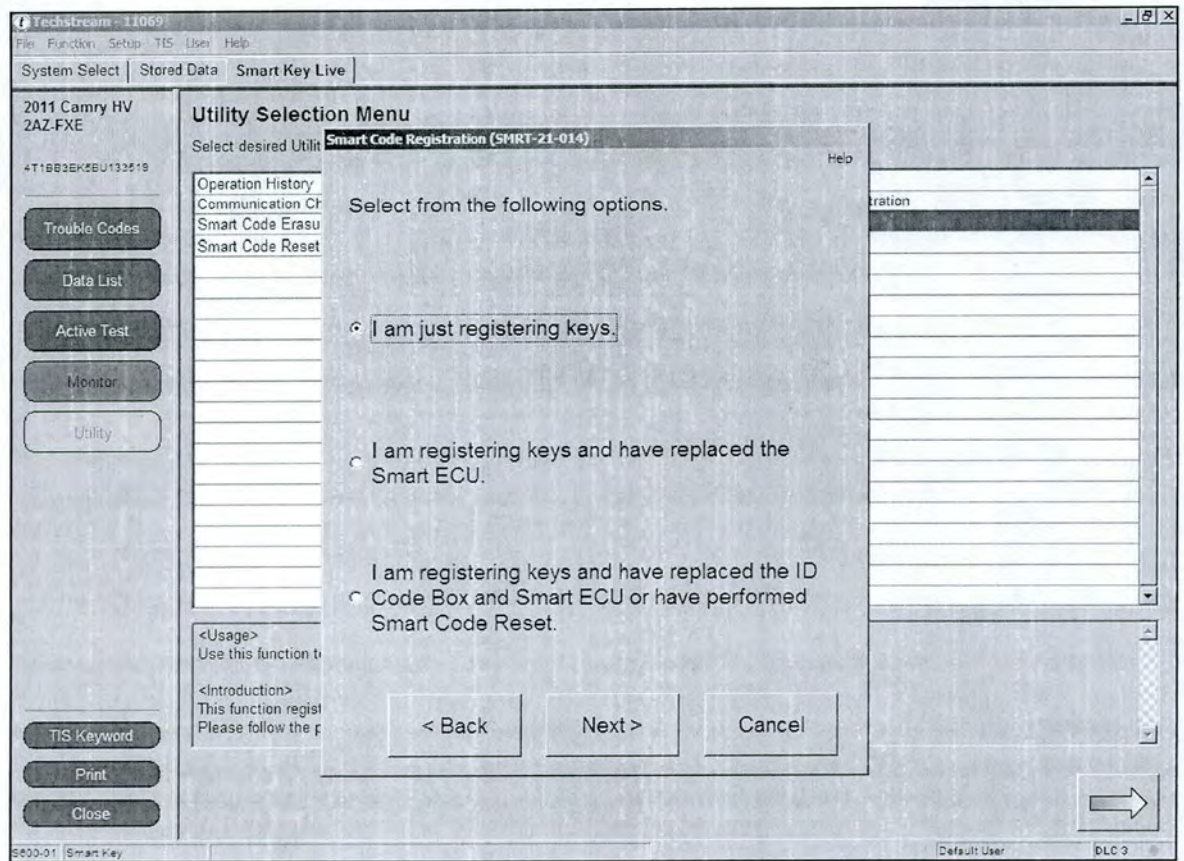 Techstream - 11069
File Function Setup TIS User Help
System Select Stored Data Smart Key Live
2011 Camry HV
2AZ-FXE
Trouble Codes
Data List
Active Test
Monitor
Utility
TIS Keyword
Print
Close
Utility Selection Menu
Select desired Utilit
Operation History
Communication Ch
Smart Code Erasu
Smart Code Reset
tration
<Usage>
Use this function t
<Introduction>
This function regist
Please follow the p
Smart Code Registration (SMRT-21-014)
Help
Select from the following options.
I am just registering keys.
I am registering keys and have replaced the
Smart ECU.
I am registering keys and have replaced the ID
Code Box and Smart ECU or have performed
Smart Code Reset.
< Back Next > Cancel
S600-01 Smart Key Default User DLC 3